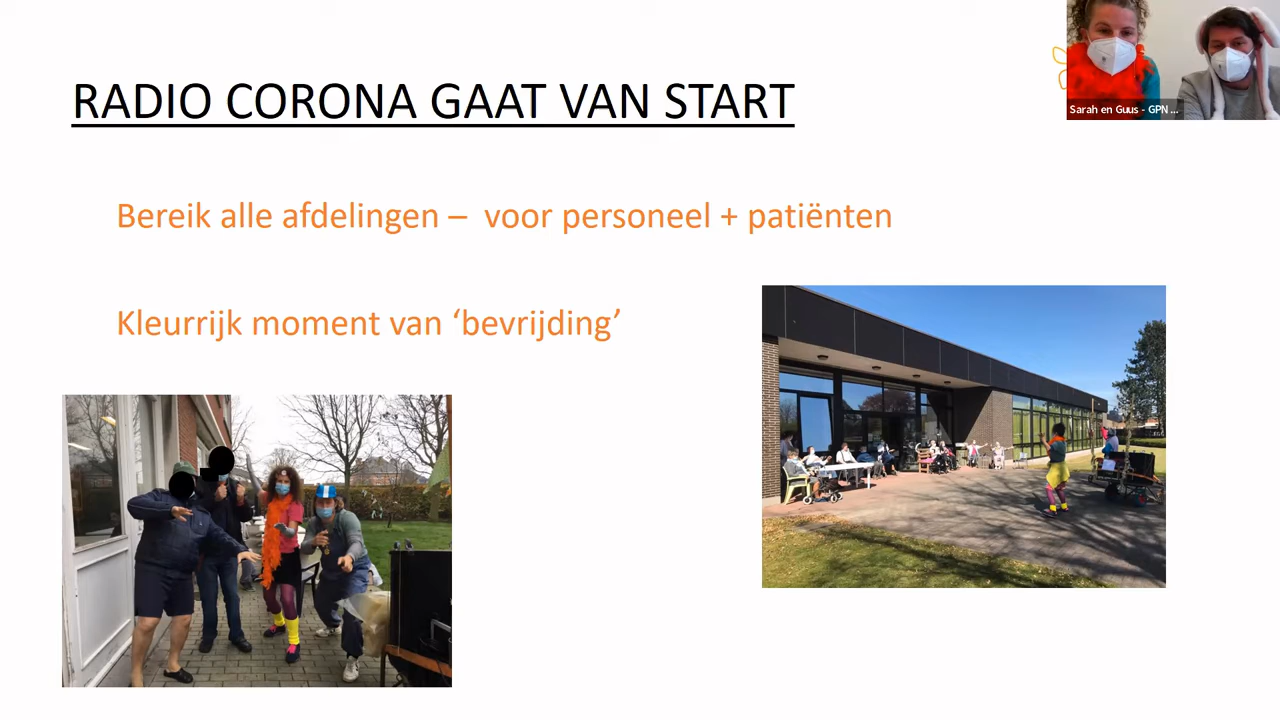 RADIO CORONA GAAT VAN START
Sarah en Guus - GPN ...
Bereik alle afdelingen – voor personeel + patiënten
Kleurrijk moment van ‘bevrijding’